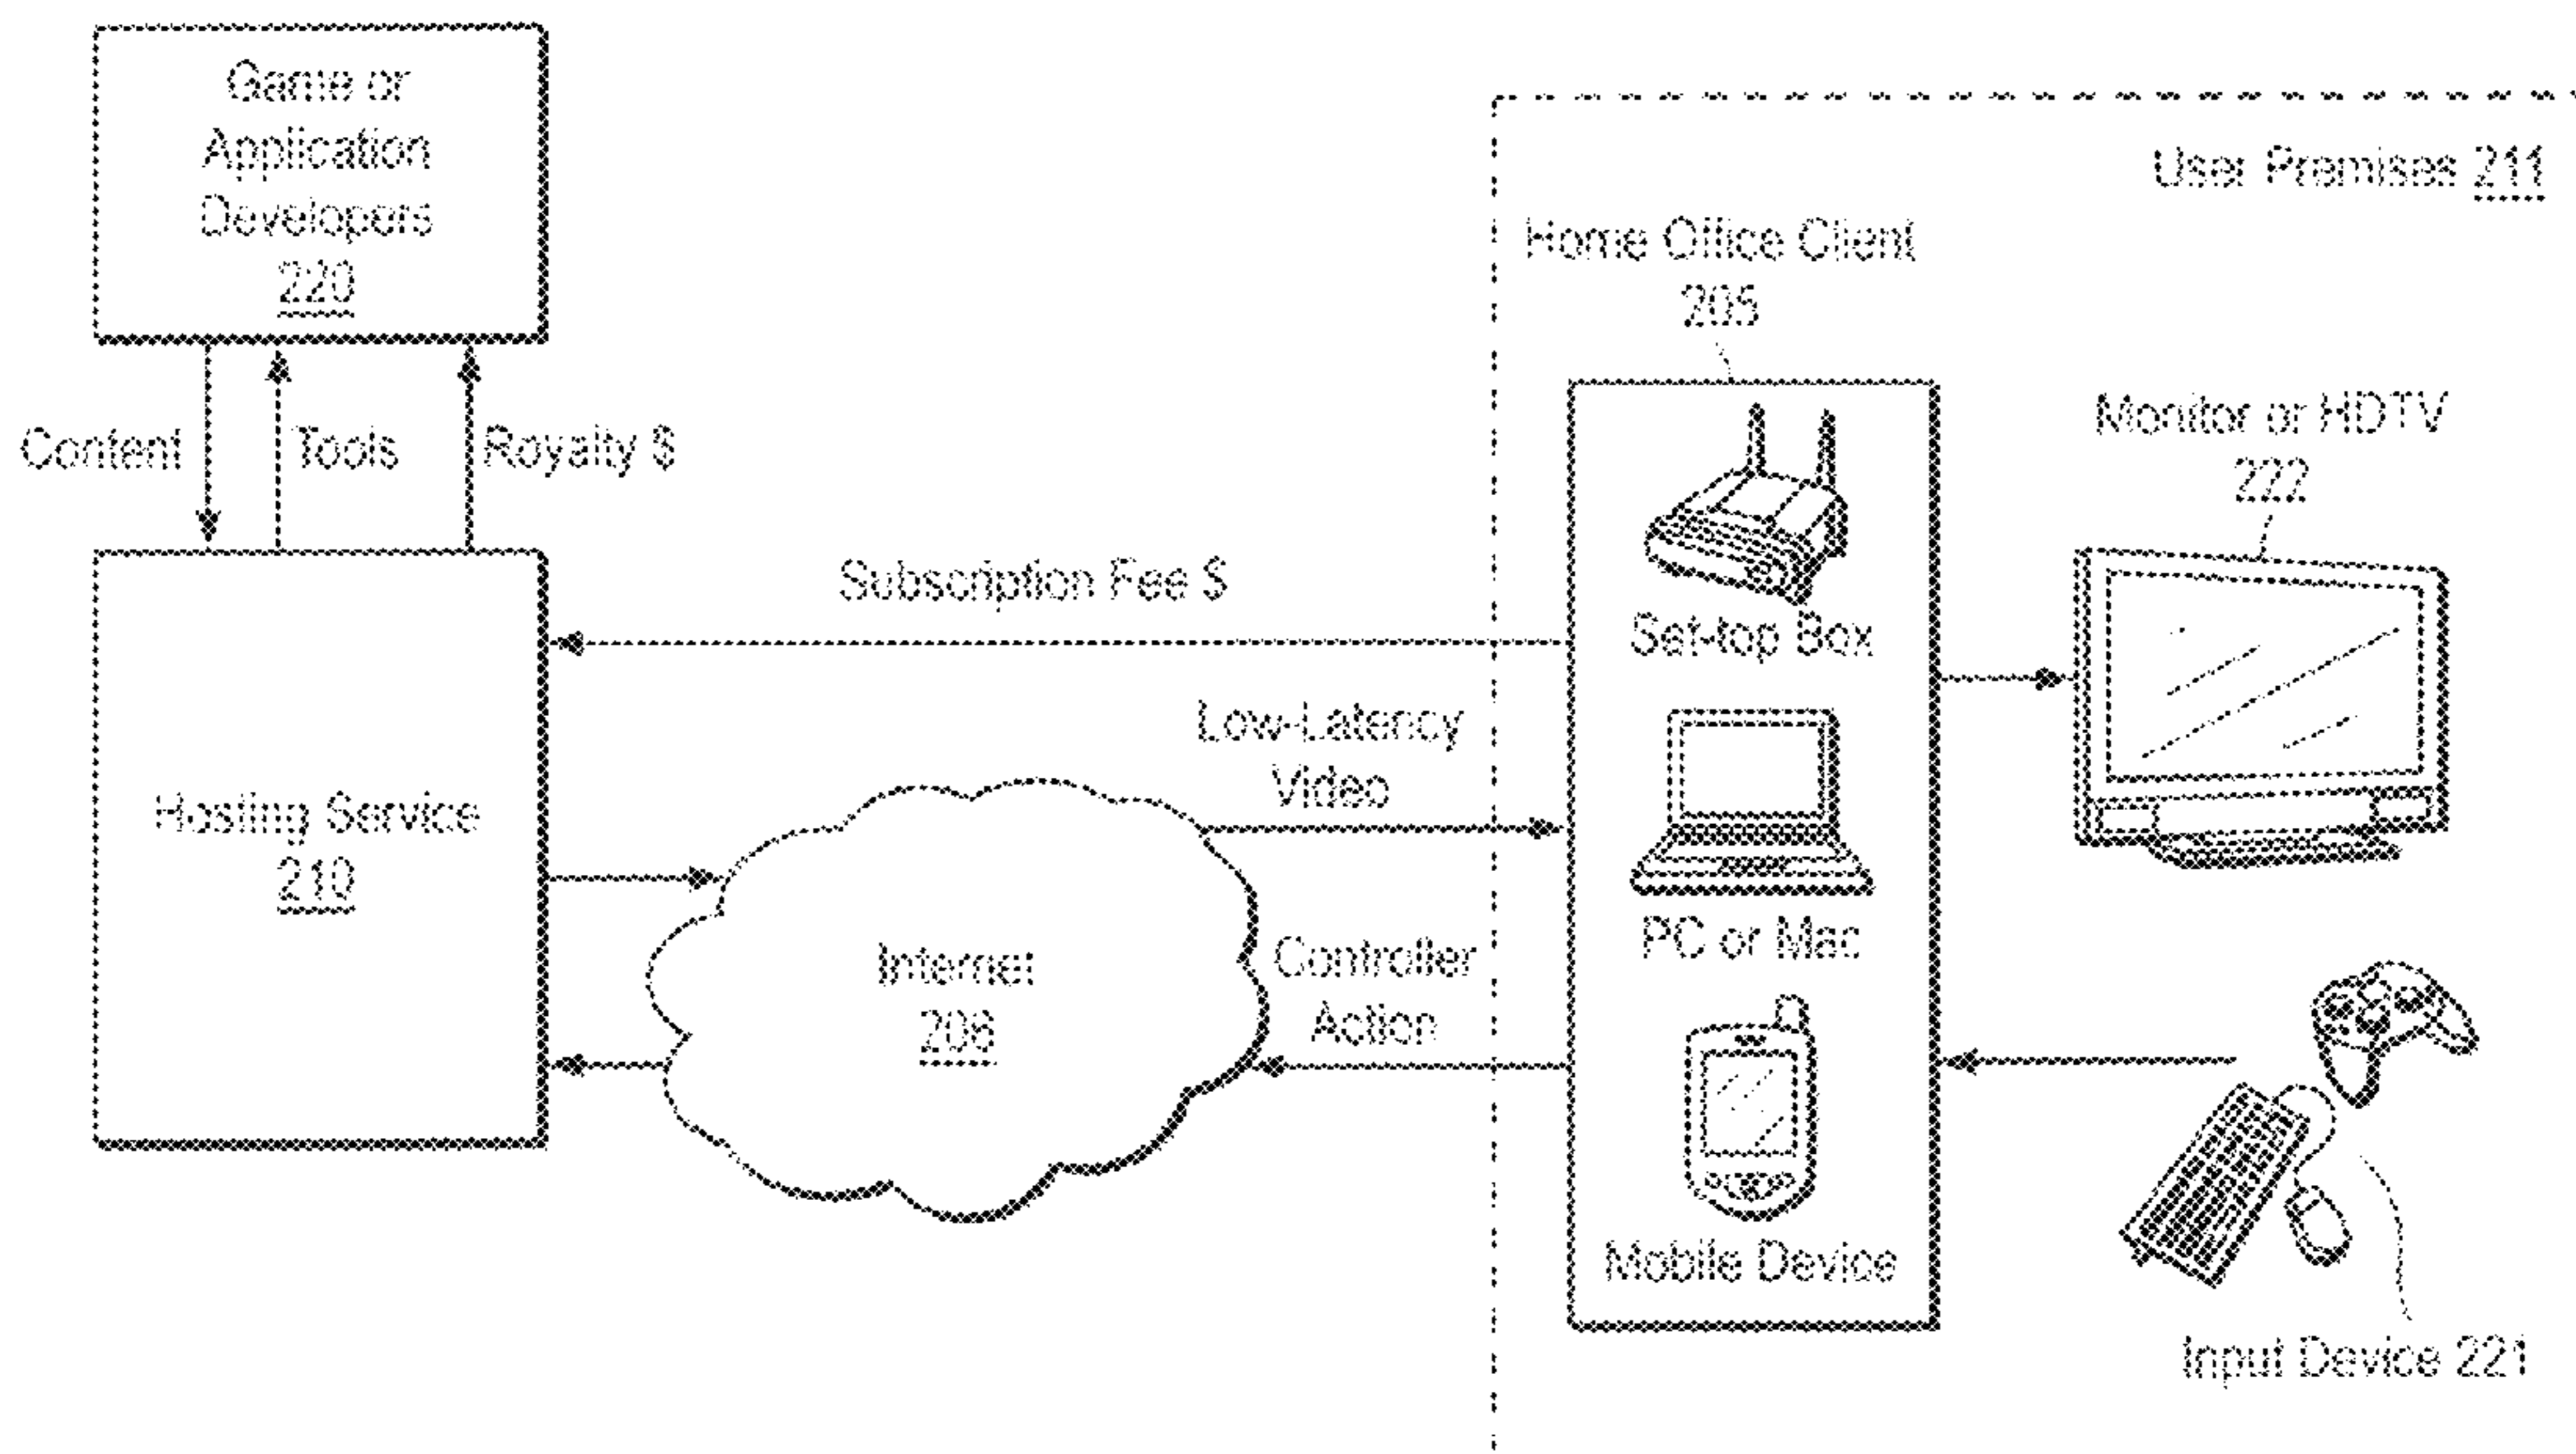 Game or
Application
Developers
220
User Premises 211
Home Office Client
205
Monitor or HDTV
222
Content
Tools
Royalty $
Subscription Fee $
Set-top Box
Low-Latency
Video
Hosting Service
210
PC or Mac
Internet
206
Controller
Action
Mobile Device
Input Device 221